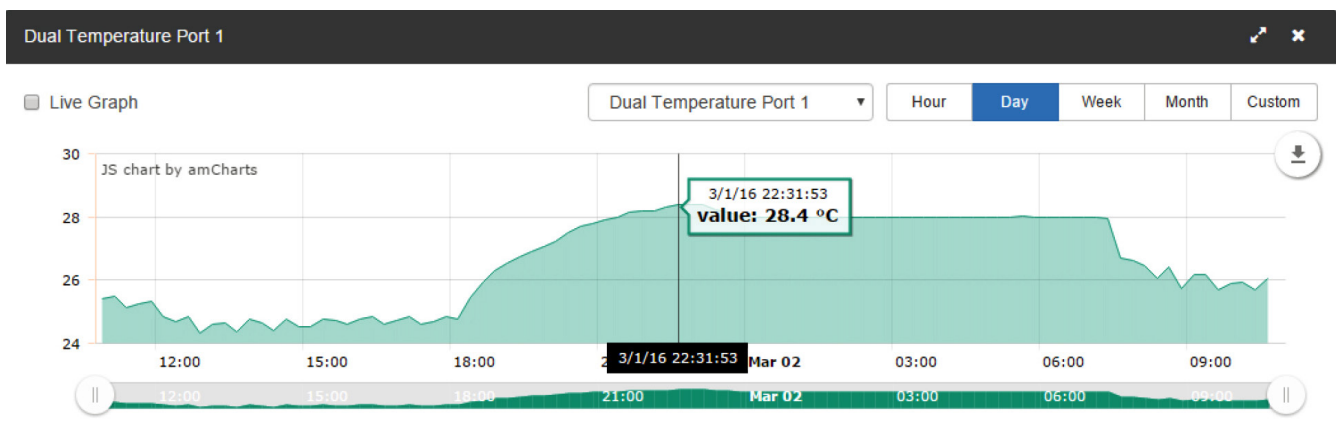 Dual Temperature Port 1
Live Graph
Dual Temperature Port 1
Hour
Day
Week
Month
Custom
30
28
26
24
JS chart by amCharts
3/1/16 22:31:53
value: 28.4 ºC
12:00
15:00
18:00
2
3/1/16 22:31:53
Mar 02
03:00
06:00
09:00
12:00
15:00
18:00
21:00
Mar 02
03:00
06:00
09:00